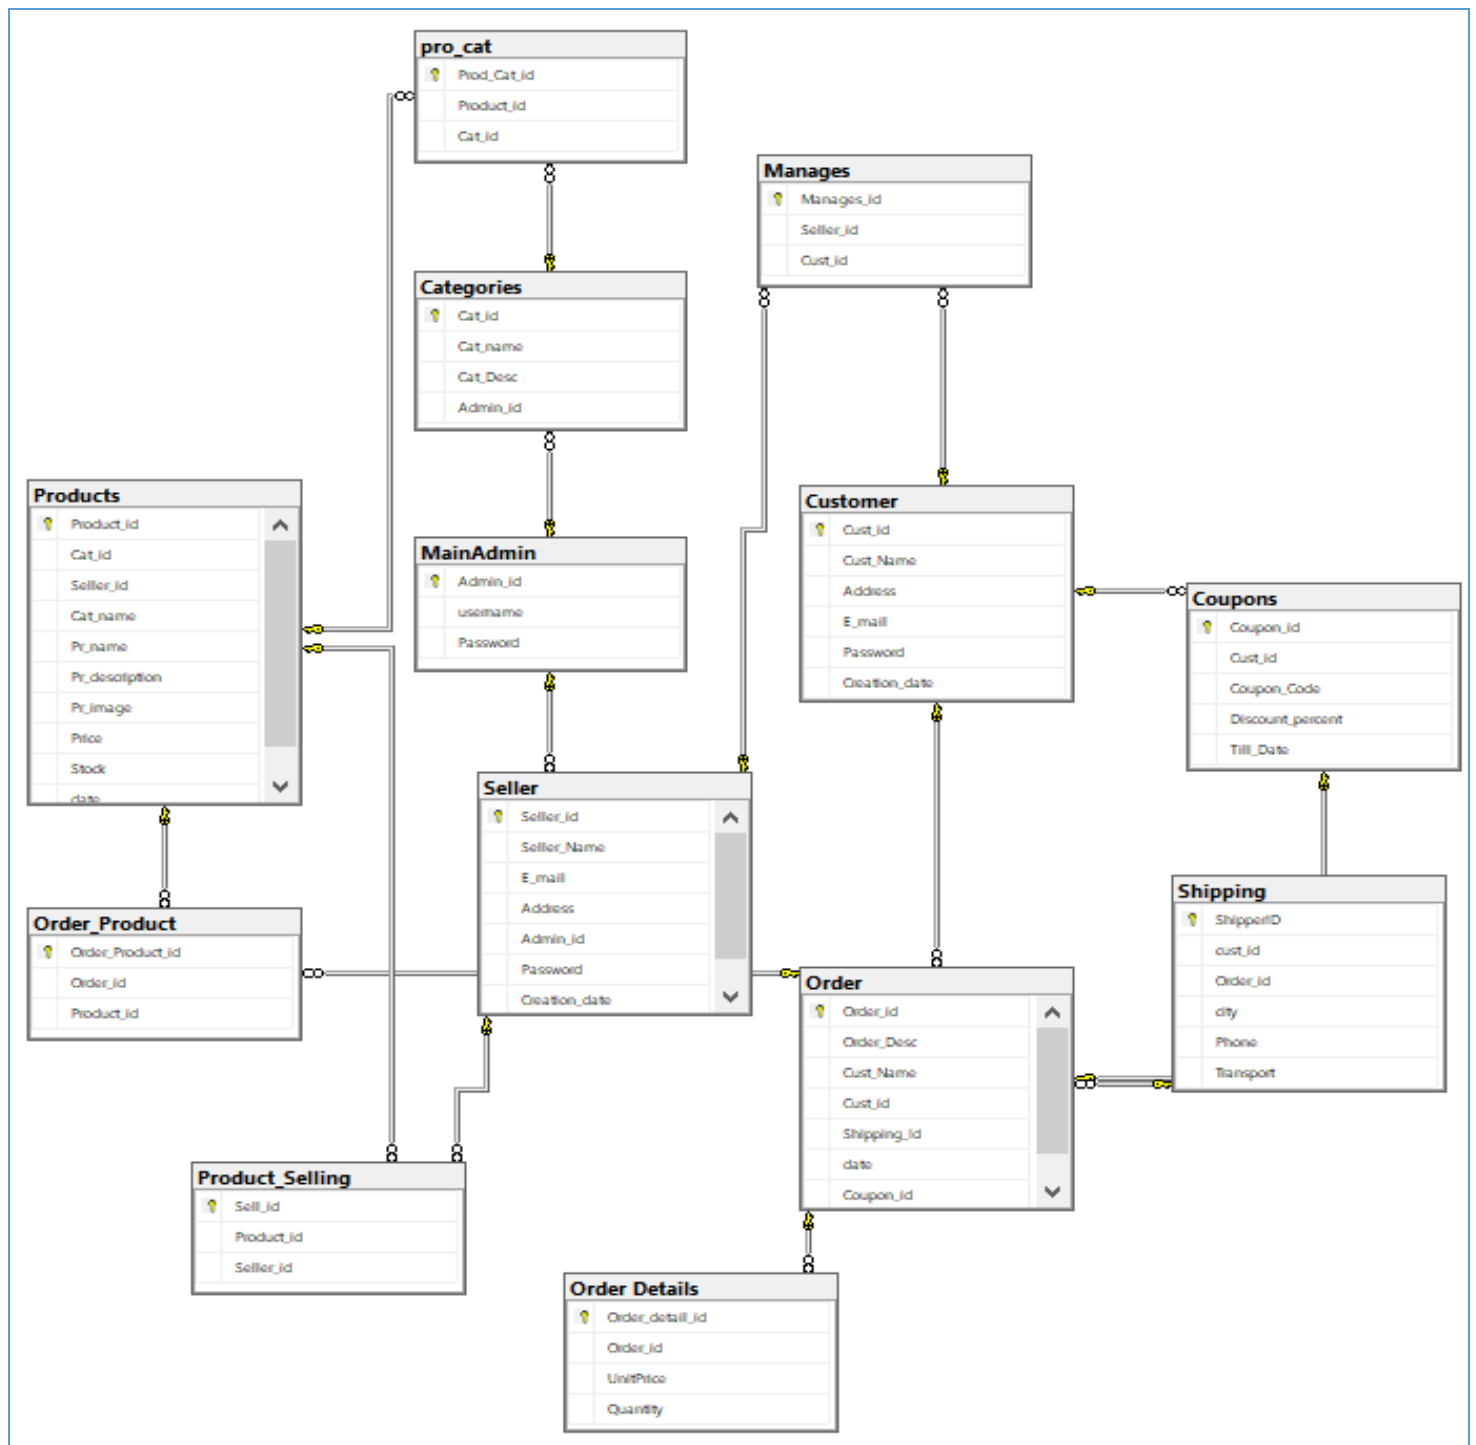 pro_cat
Prod_Cat_id
Product_id
Cat_id
Manages
Manages_id
Seller_id
Cust_id
Categories
Cat_id
Cat_name
Cat_Desc
Admin_id
Products
Product_id
Cat_id
Seller_id
Cat_name
Pr_name
Pr_description
Pr_image
Price
Stock
date
MainAdmin
Admin_id
username
Password
Customer
Cust_id
Cust_Name
Address
E_mail
Password
Creation_date
Coupons
Coupon_id
Cust_id
Coupon_Code
Discount_percent
Till_Date
Seller
Seller_id
Seller_Name
E_mail
Address
Admin_id
Password
Creation_date
Shipping
ShipperID
cust_id
Order_id
city
Phone
Transport
Order_Product
Order_Product_id
Order_id
Product_id
Order
Order_id
Order_Desc
Cust_Name
Cust_id
Shipping_Id
date
Coupon_id
Product_Selling
Sell_id
Product_id
Seller_id
Order Details
Order_detail_id
Order_id
UnitPrice
Quantity